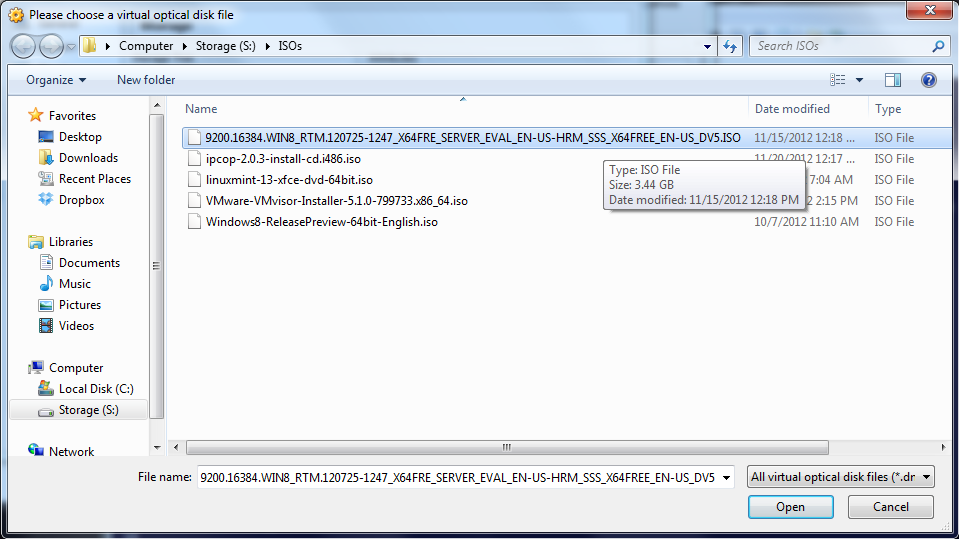 Please choose a virtual optical disk file
Computer Storage (S:) ISOs
Search ISOs
Organize New folder
Name Date modified Type
Favorites
Desktop
Downloads
Recent Places
Dropbox
Libraries
Documents
Music
Pictures
Videos
Computer
Local Disk (C:)
Storage (S:)
Network
9200.16384.WIN8_RTM.120725-1247_X64FRE_SERVER_EVAL_EN-US-HRM_SSS_X64FREE_EN-US_DV5.ISO 11/15/2012 12:18 ... ISO File
ipcop-2.0.3-install-cd.i486.iso 11/20/2012 12:17 ... ISO File
linuxmint-13-xfce-dvd-64bit.iso 7:04 AM ISO File
VMware-VMvisor-Installer-5.1.0-799733.x86_64.iso 2:15 PM ISO File
Windows8-ReleasePreview-64bit-English.iso 10/7/2012 11:10 AM ISO File
Type: ISO File
Size: 3.44 GB
Date modified: 11/15/2012 12:18 PM
File name: 9200.16384.WIN8_RTM.120725-1247_X64FRE_SERVER_EVAL_EN-US-HRM_SSS_X64FREE_EN-US_DV5
All virtual optical disk files (*.dr
Open Cancel